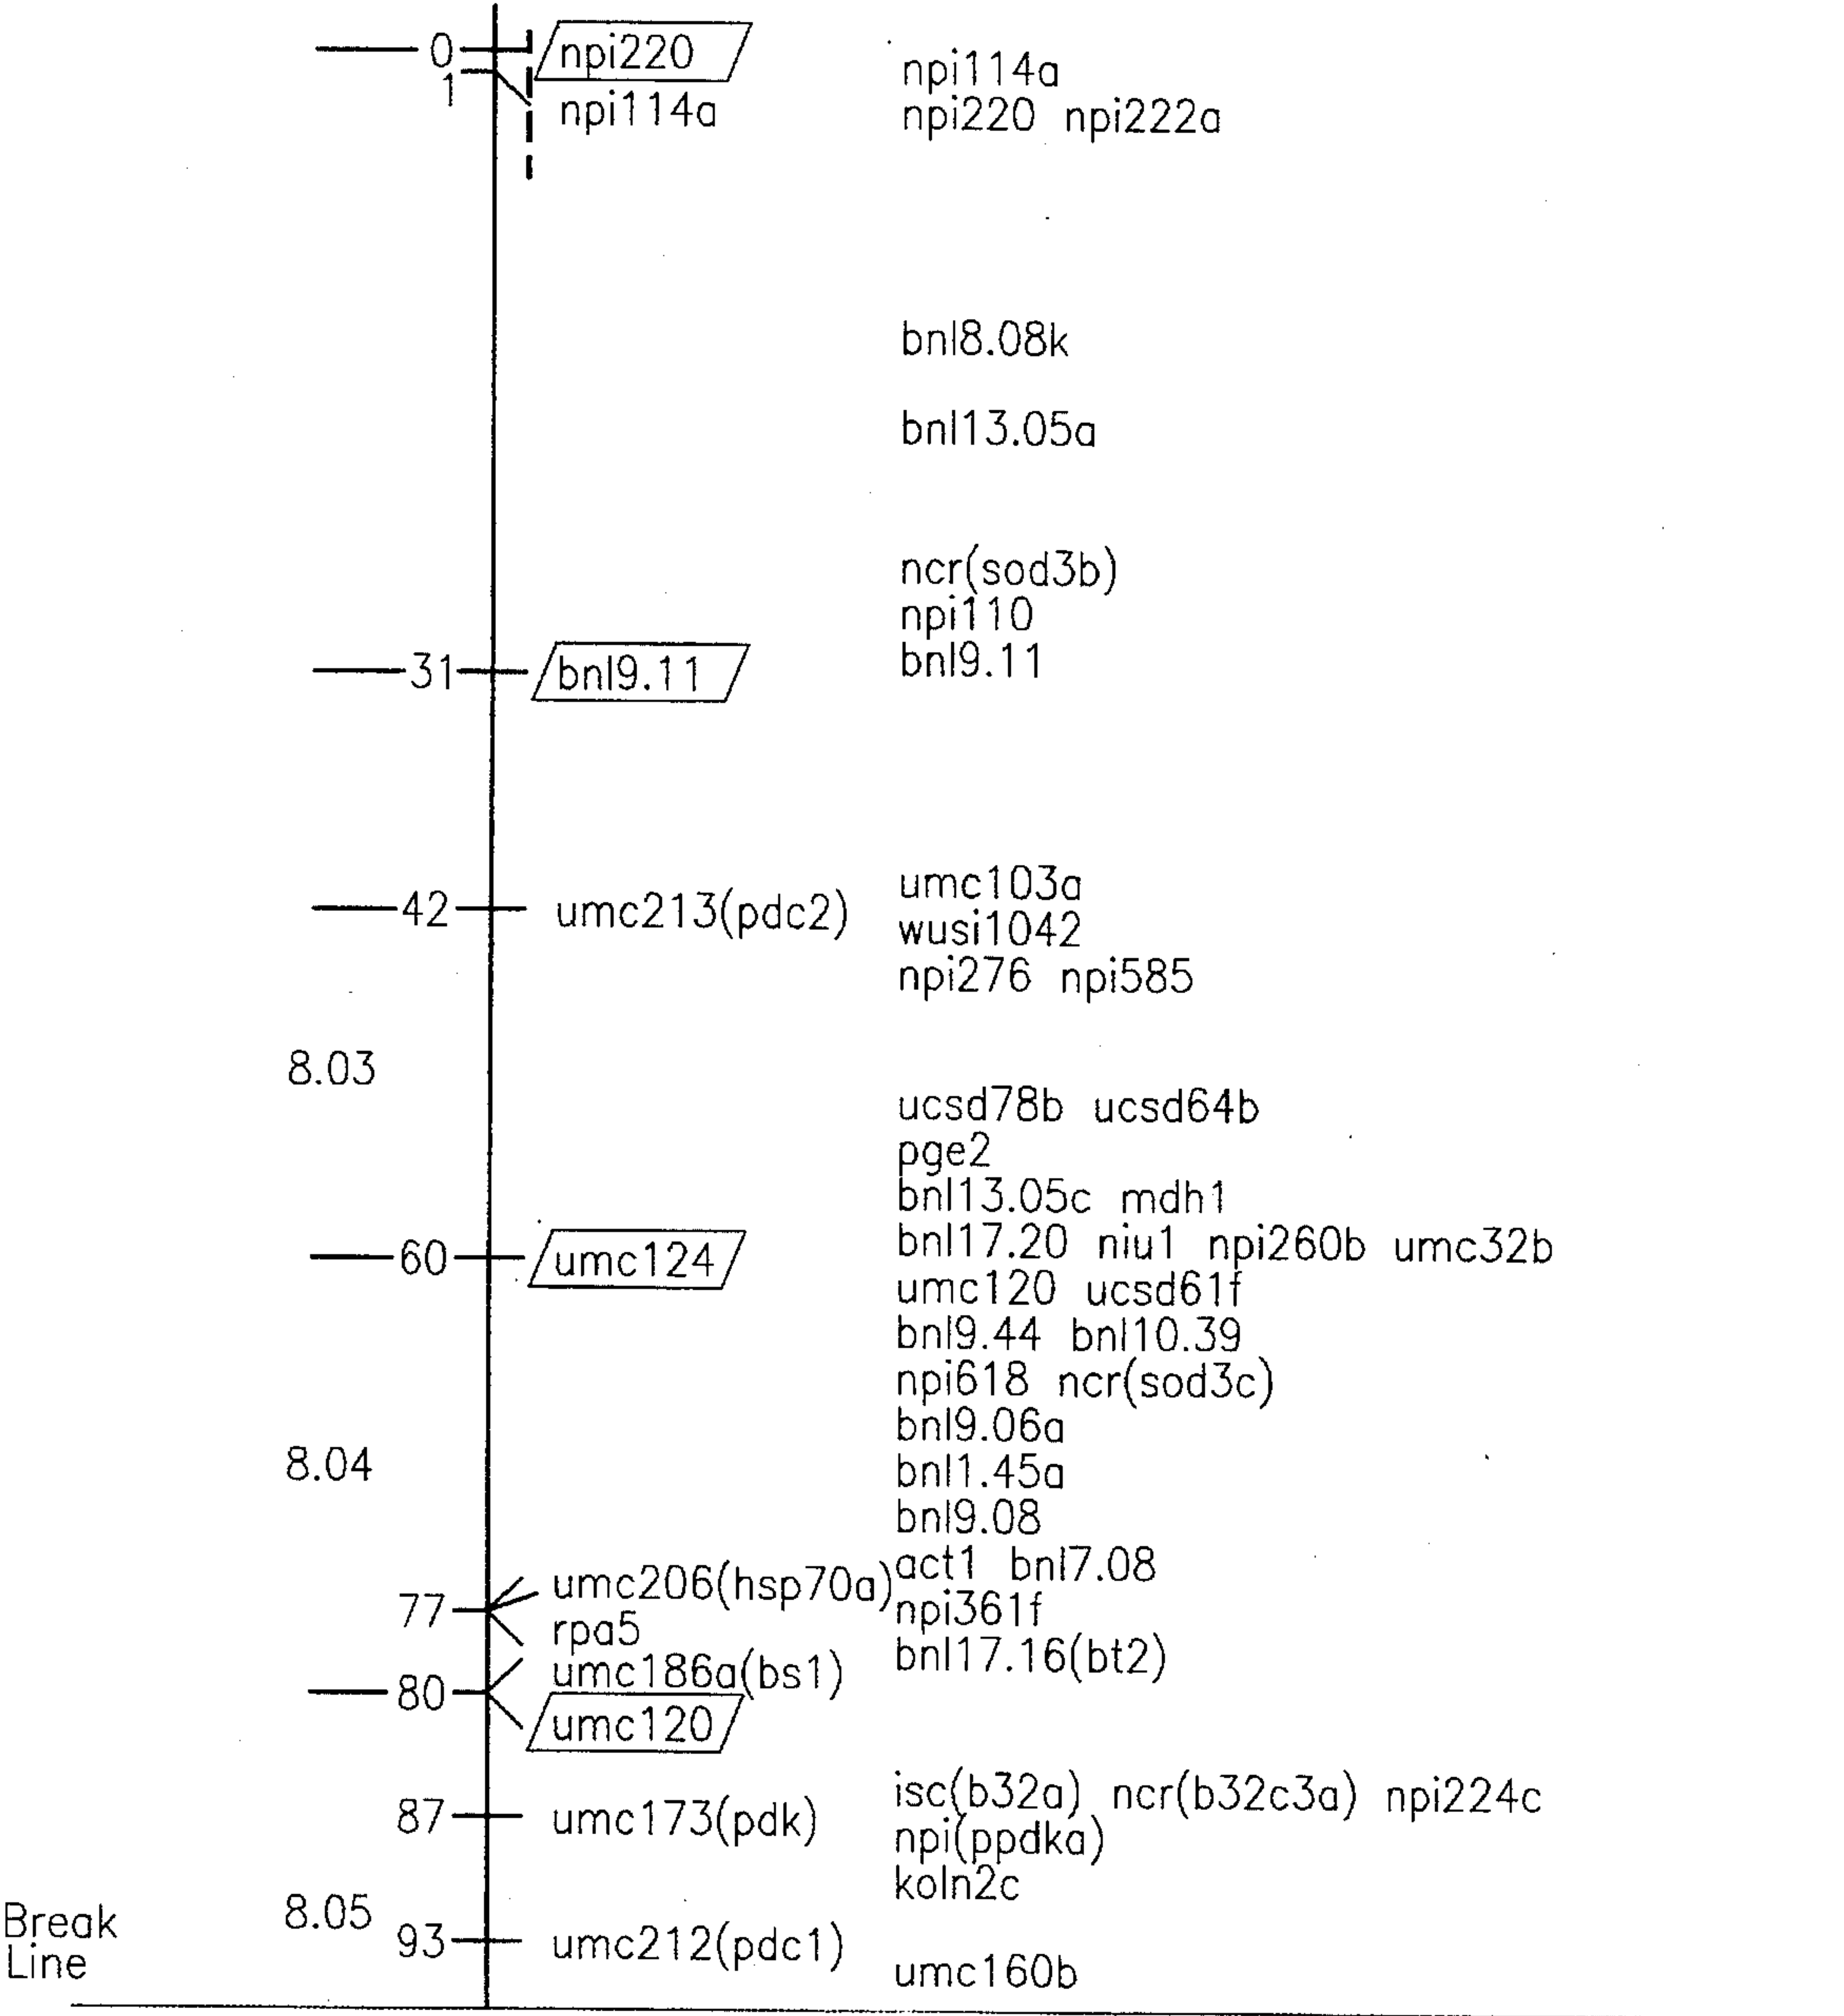 0 npi220
1 npi114a
npi114a
npi220 npi222a
bnl8.08k
bnl13.05a
ncr(sod3b)
npi110
bnl9.11
31 bnl9.11
umc103a
42 umc213(pdc2)
wusi1042
npi276 npi585
8.03
ucsd78b ucsd64b
pge2
bnl13.05c mdh1
bnl17.20 niu1 npi260b umc32b
60 umc124
umc120 ucsd61f
bnl9.44 bnl10.39
npi618 ncr(sod3c)
bnl9.06a
8.04
bnl1.45a
bnl9.08
act1 bnl7.08
77 umc206(hsp70a)
rpa5
npi361f
bnl17.16(bt2)
80 umc186a(bs1)
umc120
isc(b32a) ncr(b32c3a) npi224c
87 umc173(pdk)
npi(ppdka)
koln2c
8.05
93 umc212(pdc1)
umc160b
Break
Line